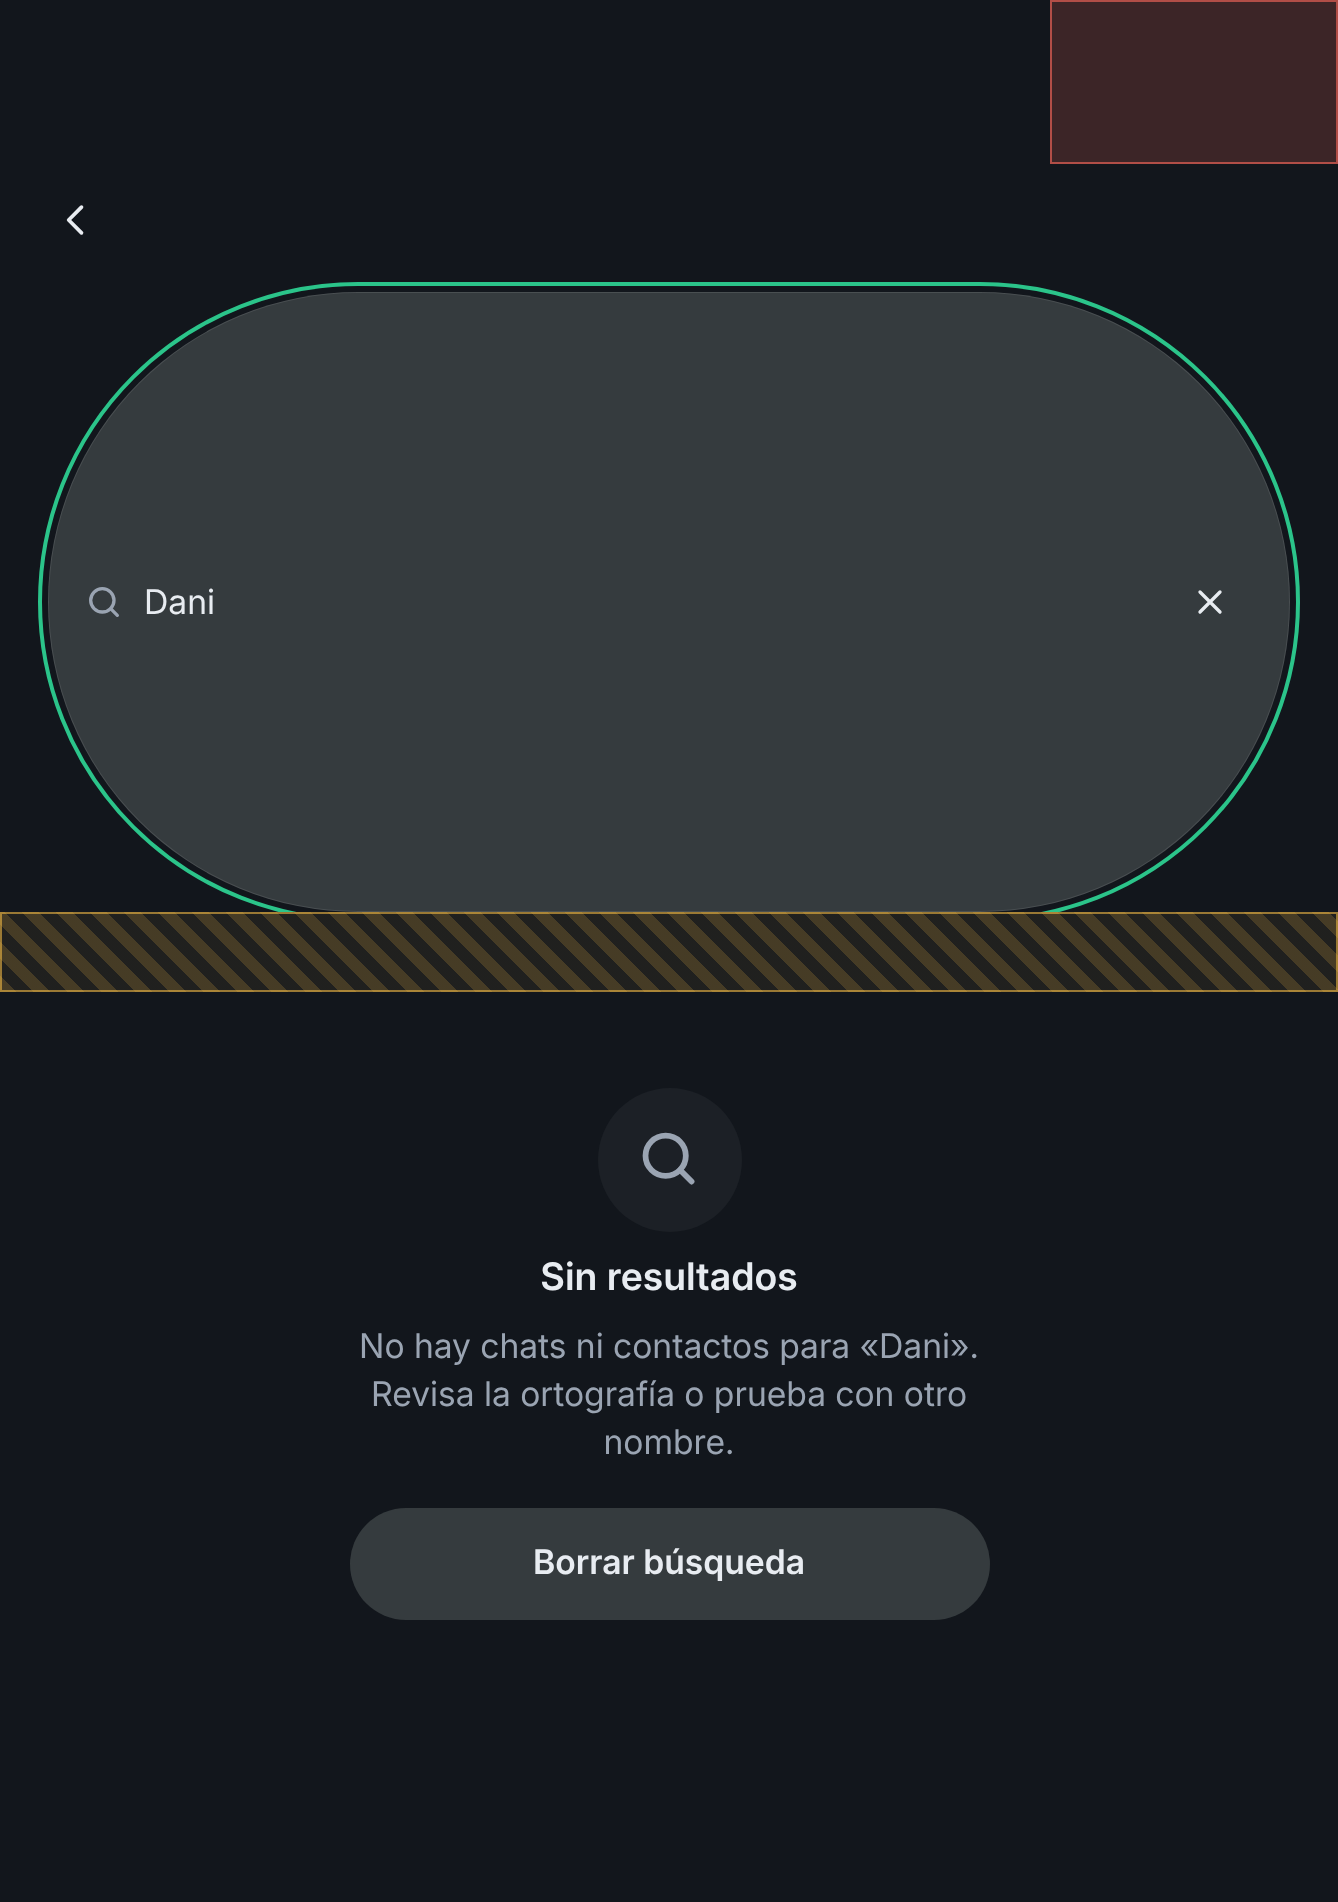 Dani
Sin resultados
No hay chats ni contactos para «Dani».
Revisa la ortografía o prueba con otro
nombre.
Borrar búsqueda